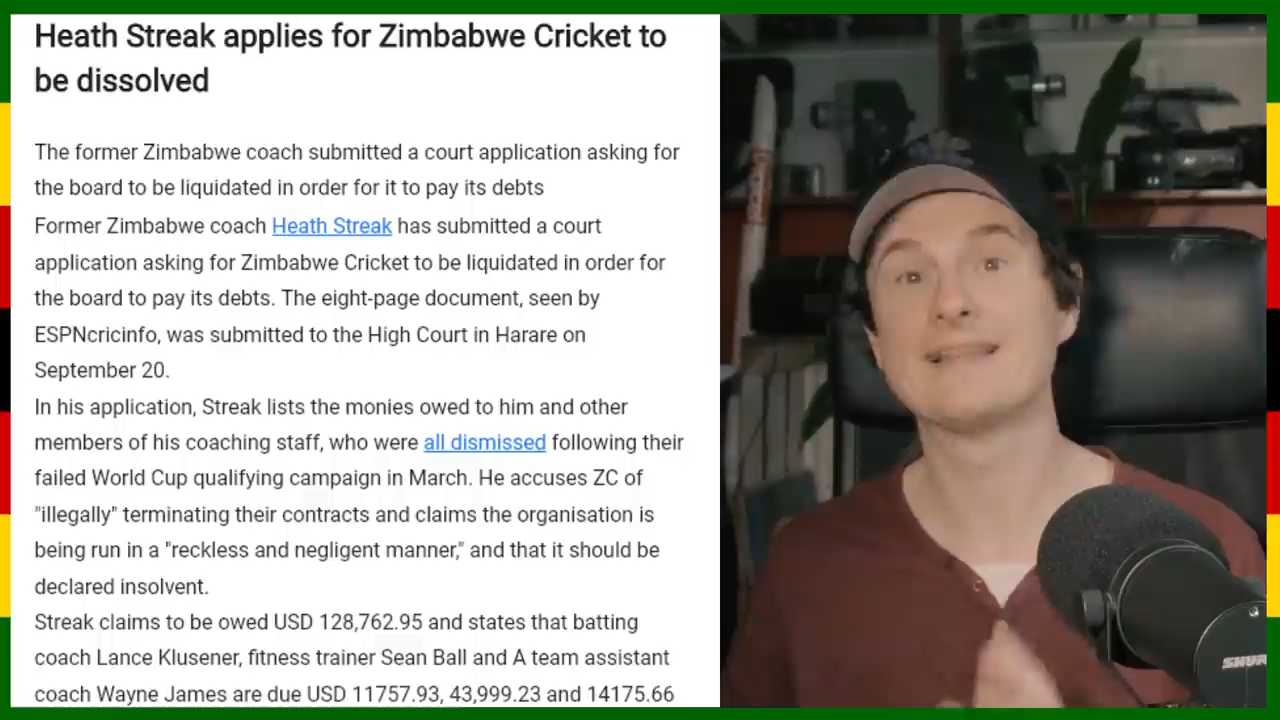 Heath Streak applies for Zimbabwe Cricket to
be dissolved
The former Zimbabwe coach submitted a court application asking for
the board to be liquidated in order for it to pay its debts
Former Zimbabwe coach Heath Streak has submitted a court
application asking for Zimbabwe Cricket to be liquidated in order for
the board to pay its debts. The eight-page document, seen by
ESPNcricinfo, was submitted to the High Court in Harare on
September 20.
In his application, Streak lists the monies owed to him and other
members of his coaching staff, who were all dismissed following their
failed World Cup qualifying campaign in March. He accuses ZC of
"illegally" terminating their contracts and claims the organisation is
being run in a "reckless and negligent manner," and that it should be
declared insolvent.
Streak claims to be owed USD 128,762.95 and states that batting
coach Lance Klusener, fitness trainer Sean Ball and A team assistant
coach Wayne James are due USD 11757.93, 43,999.23 and 14175.66
SHUR